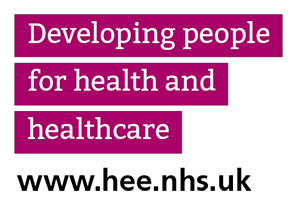 Developing people
for health and
healthcare
www.hee.nhs.uk